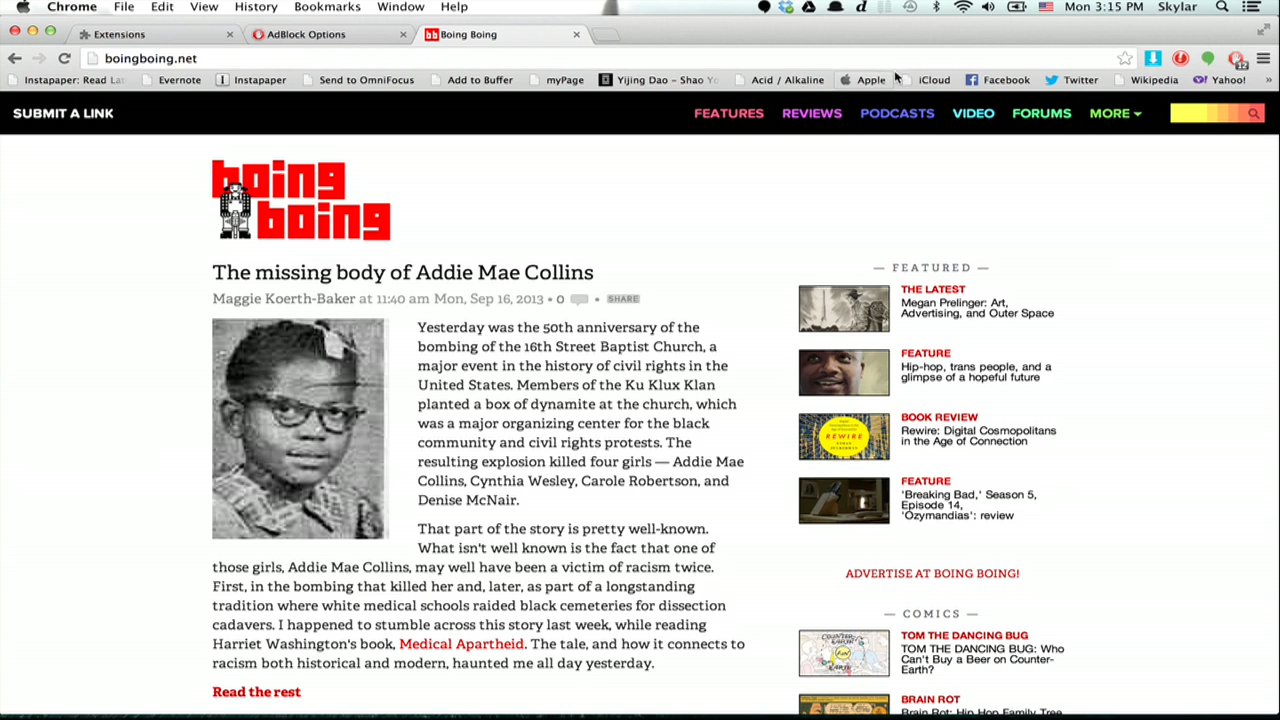 Chrome File Edit View History Bookmarks Window Help Mon 3:15 PM Skylar
Extensions AdBlock Options Boing Boing
boingboing.net
12
Instapaper: Read La Evernote Instapaper Send to OmniFocus Add to Buffer myPage Yijing Dao – Shao Yo Acid / Alkaline Apple iCloud Facebook Twitter Wikipedia Yahoo! »
SUBMIT A LINK FEATURES REVIEWS PODCASTS VIDEO FORUMS MORE
boing
boing
The missing body of Addie Mae Collins
Maggie Koerth-Baker at 11:40 am Mon, Sep 16, 2013 • 0 • SHARE
Yesterday was the 50th anniversary of the
bombing of the 16th Street Baptist Church, a
major event in the history of civil rights in the
United States. Members of the Ku Klux Klan
planted a box of dynamite at the church, which
was a major organizing center for the black
community and civil rights protests. The
resulting explosion killed four girls — Addie Mae
Collins, Cynthia Wesley, Carole Robertson, and
Denise McNair.
That part of the story is pretty well-known.
What isn't well known is the fact that one of
those girls, Addie Mae Collins, may well have been a victim of racism twice.
First, in the bombing that killed her and, later, as part of a longstanding
tradition where white medical schools raided black cemeteries for dissection
cadavers. I happened to stumble across this story last week, while reading
Harriet Washington's book, Medical Apartheid. The tale, and how it connects to
racism both historical and modern, haunted me all day yesterday.
Read the rest
— FEATURED —
THE LATEST
Megan Prelinger: Art,
Advertising, and Outer Space
FEATURE
Hip-hop, trans people, and a
glimpse of a hopeful future
REWIRE
BOOK REVIEW
Rewire: Digital Cosmopolitans
in the Age of Connection
FEATURE
'Breaking Bad,' Season 5,
Episode 14,
'Ozymandias': review
ADVERTISE AT BOING BOING!
— COMICS —
TOM THE DANCING BUG
TOM THE DANCING BUG: Who
Can't Buy a Beer on Counter-
Earth?
BRAIN ROT
Brain Rot: Hip Hop Family Tree